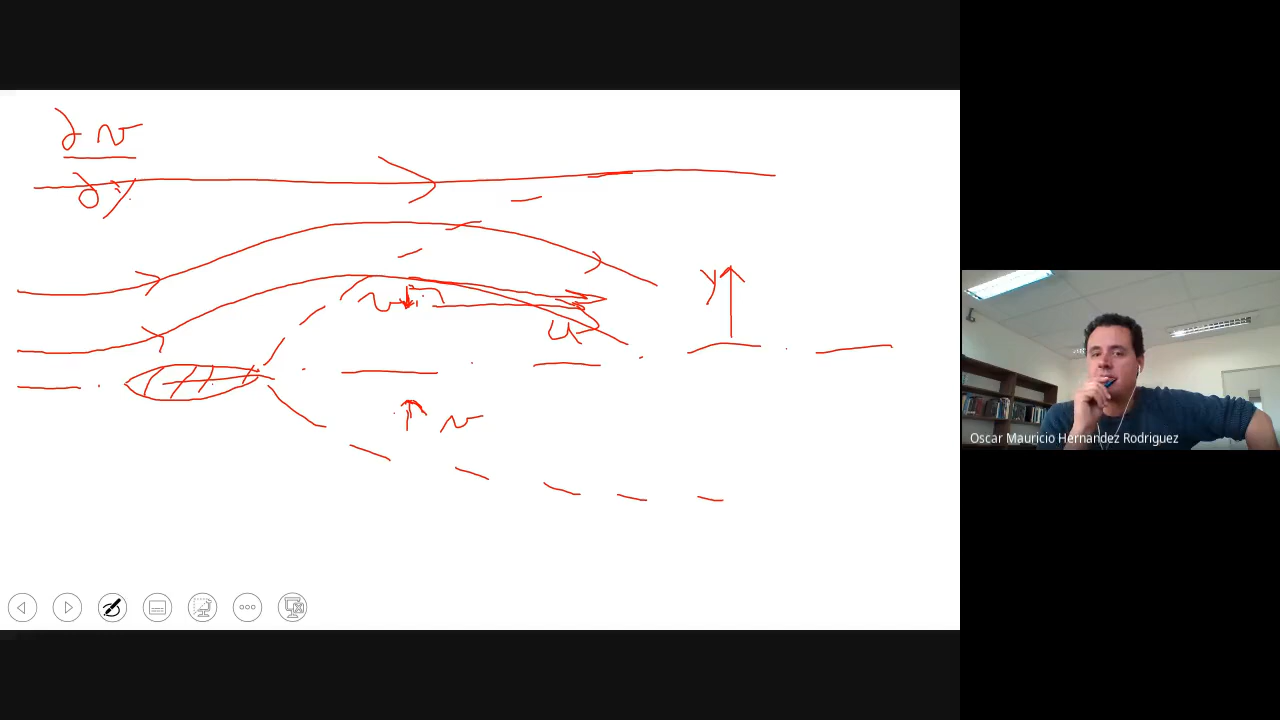 ∂v
∂y
y
v
u
v
Oscar Mauricio Hernandez Rodriguez